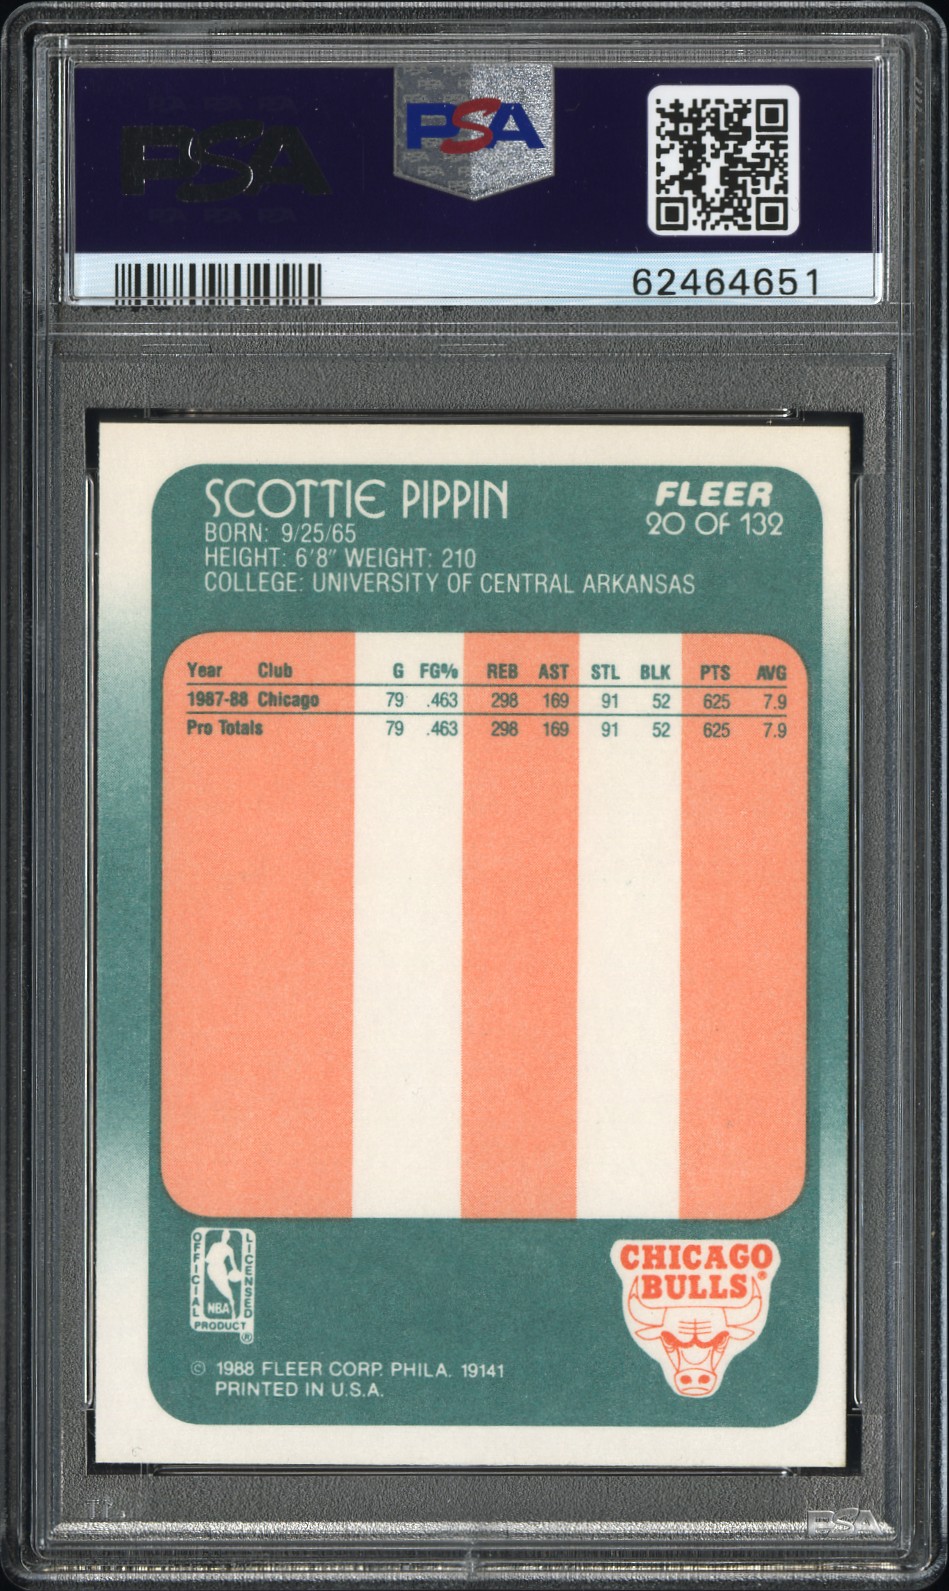 PSA
PSA
62464651
SCOTTIE PIPPIN
FLEER
20 OF 132
BORN: 9/25/65
HEIGHT: 6'8" WEIGHT: 210
COLLEGE: UNIVERSITY OF CENTRAL ARKANSAS
Year Club G FG% REB AST STL BLK PTS AVG
1987-88 Chicago 79 .463 298 169 91 52 625 7.9
Pro Totals 79 .463 298 169 91 52 625 7.9
OFFICIAL
LICENSED
NBA
PRODUCT
®
CHICAGO
BULLS®
© 1988 FLEER CORP. PHILA. 19141
PRINTED IN U.S.A.
PSA